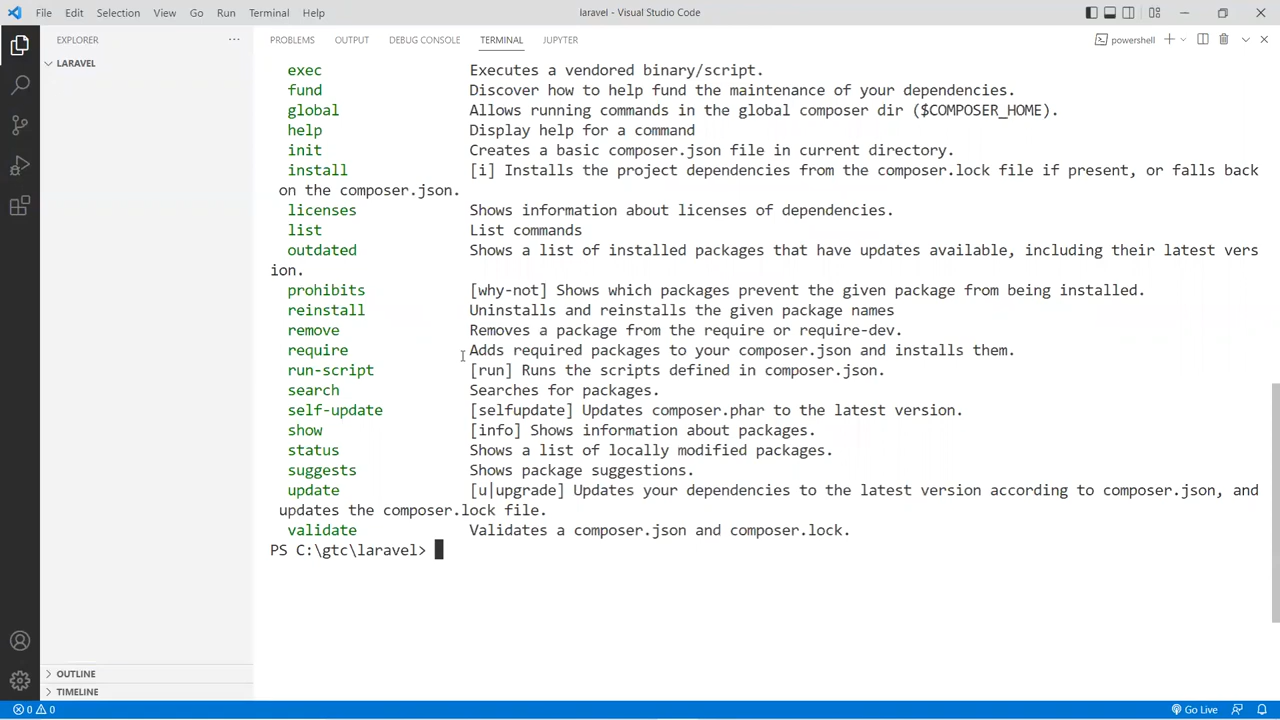 File Edit Selection View Go Run Terminal Help laravel - Visual Studio Code
EXPLORER ··· PROBLEMS OUTPUT DEBUG CONSOLE TERMINAL JUPYTER powershell
LARAVEL
exec Executes a vendored binary/script.
fund Discover how to help fund the maintenance of your dependencies.
global Allows running commands in the global composer dir ($COMPOSER_HOME).
help Display help for a command
init Creates a basic composer.json file in current directory.
install [i] Installs the project dependencies from the composer.lock file if present, or falls back
on the composer.json.
licenses Shows information about licenses of dependencies.
list List commands
outdated Shows a list of installed packages that have updates available, including their latest vers
ion.
prohibits [why-not] Shows which packages prevent the given package from being installed.
reinstall Uninstalls and reinstalls the given package names
remove Removes a package from the require or require-dev.
require Adds required packages to your composer.json and installs them.
run-script [run] Runs the scripts defined in composer.json.
search Searches for packages.
self-update [selfupdate] Updates composer.phar to the latest version.
show [info] Shows information about packages.
status Shows a list of locally modified packages.
suggests Shows package suggestions.
update [u|upgrade] Updates your dependencies to the latest version according to composer.json, and
updates the composer.lock file.
validate Validates a composer.json and composer.lock.
PS C:\gtc\laravel>
OUTLINE
TIMELINE
0 0 Go Live